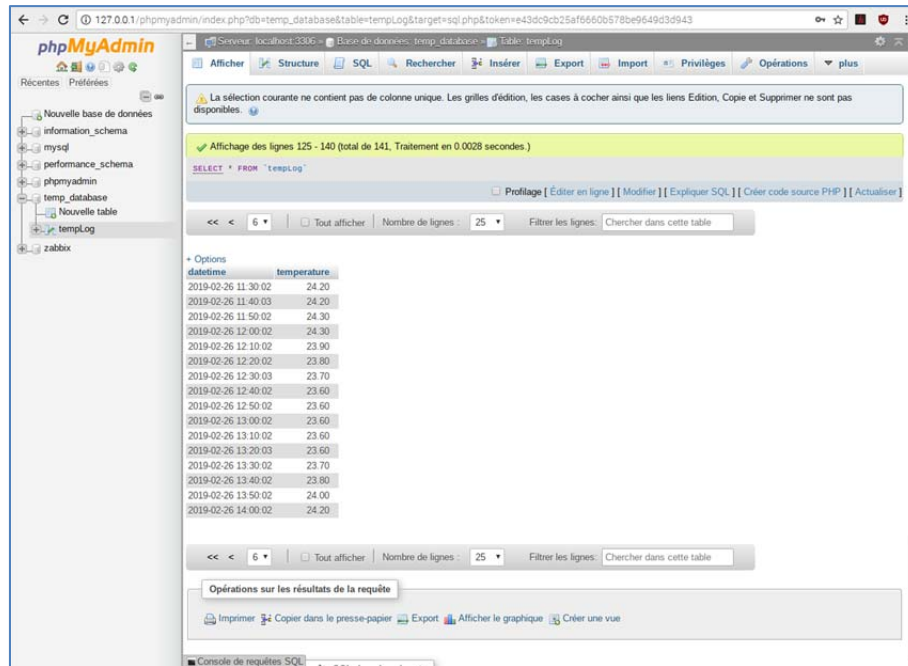 127.0.0.1/phpmyadmin/index.php?db=temp_database&table=tempLog&target=sql.php&token=e43dc9cb25af6660b578be9649d3d943
phpMyAdmin
Récentes Préférées
Nouvelle base de données
information_schema
mysql
performance_schema
phpmyadmin
temp_database
Nouvelle table
tempLog
zabbix
Serveur: localhost:3306 » Base de données: temp_database » Table: tempLog
Afficher Structure SQL Rechercher Insérer Export Import Privilèges Opérations plus
La sélection courante ne contient pas de colonne unique. Les grilles d'édition, les cases à cocher ainsi que les liens Edition, Copie et Supprimer ne sont pas
disponibles.
Affichage des lignes 125 - 140 (total de 141, Traitement en 0.0028 secondes.)
SELECT * FROM `tempLog`
Profilage [ Éditer en ligne ] [ Modifier ] [ Expliquer SQL ] [ Créer code source PHP ] [ Actualiser ]
<< < 6 Tout afficher Nombre de lignes : 25 Filtrer les lignes: Chercher dans cette table
+ Options
datetime temperature
2019-02-26 11:30:02 24.20
2019-02-26 11:40:03 24.20
2019-02-26 11:50:02 24.30
2019-02-26 12:00:02 24.30
2019-02-26 12:10:02 23.90
2019-02-26 12:20:02 23.80
2019-02-26 12:30:03 23.70
2019-02-26 12:40:02 23.60
2019-02-26 12:50:02 23.60
2019-02-26 13:00:02 23.60
2019-02-26 13:10:02 23.60
2019-02-26 13:20:03 23.60
2019-02-26 13:30:02 23.70
2019-02-26 13:40:02 23.80
2019-02-26 13:50:02 24.00
2019-02-26 14:00:02 24.20
<< < 6 Tout afficher Nombre de lignes : 25 Filtrer les lignes: Chercher dans cette table
Opérations sur les résultats de la requête
Imprimer Copier dans le presse-papier Export Afficher le graphique Créer une vue
Console de requêtes SQL